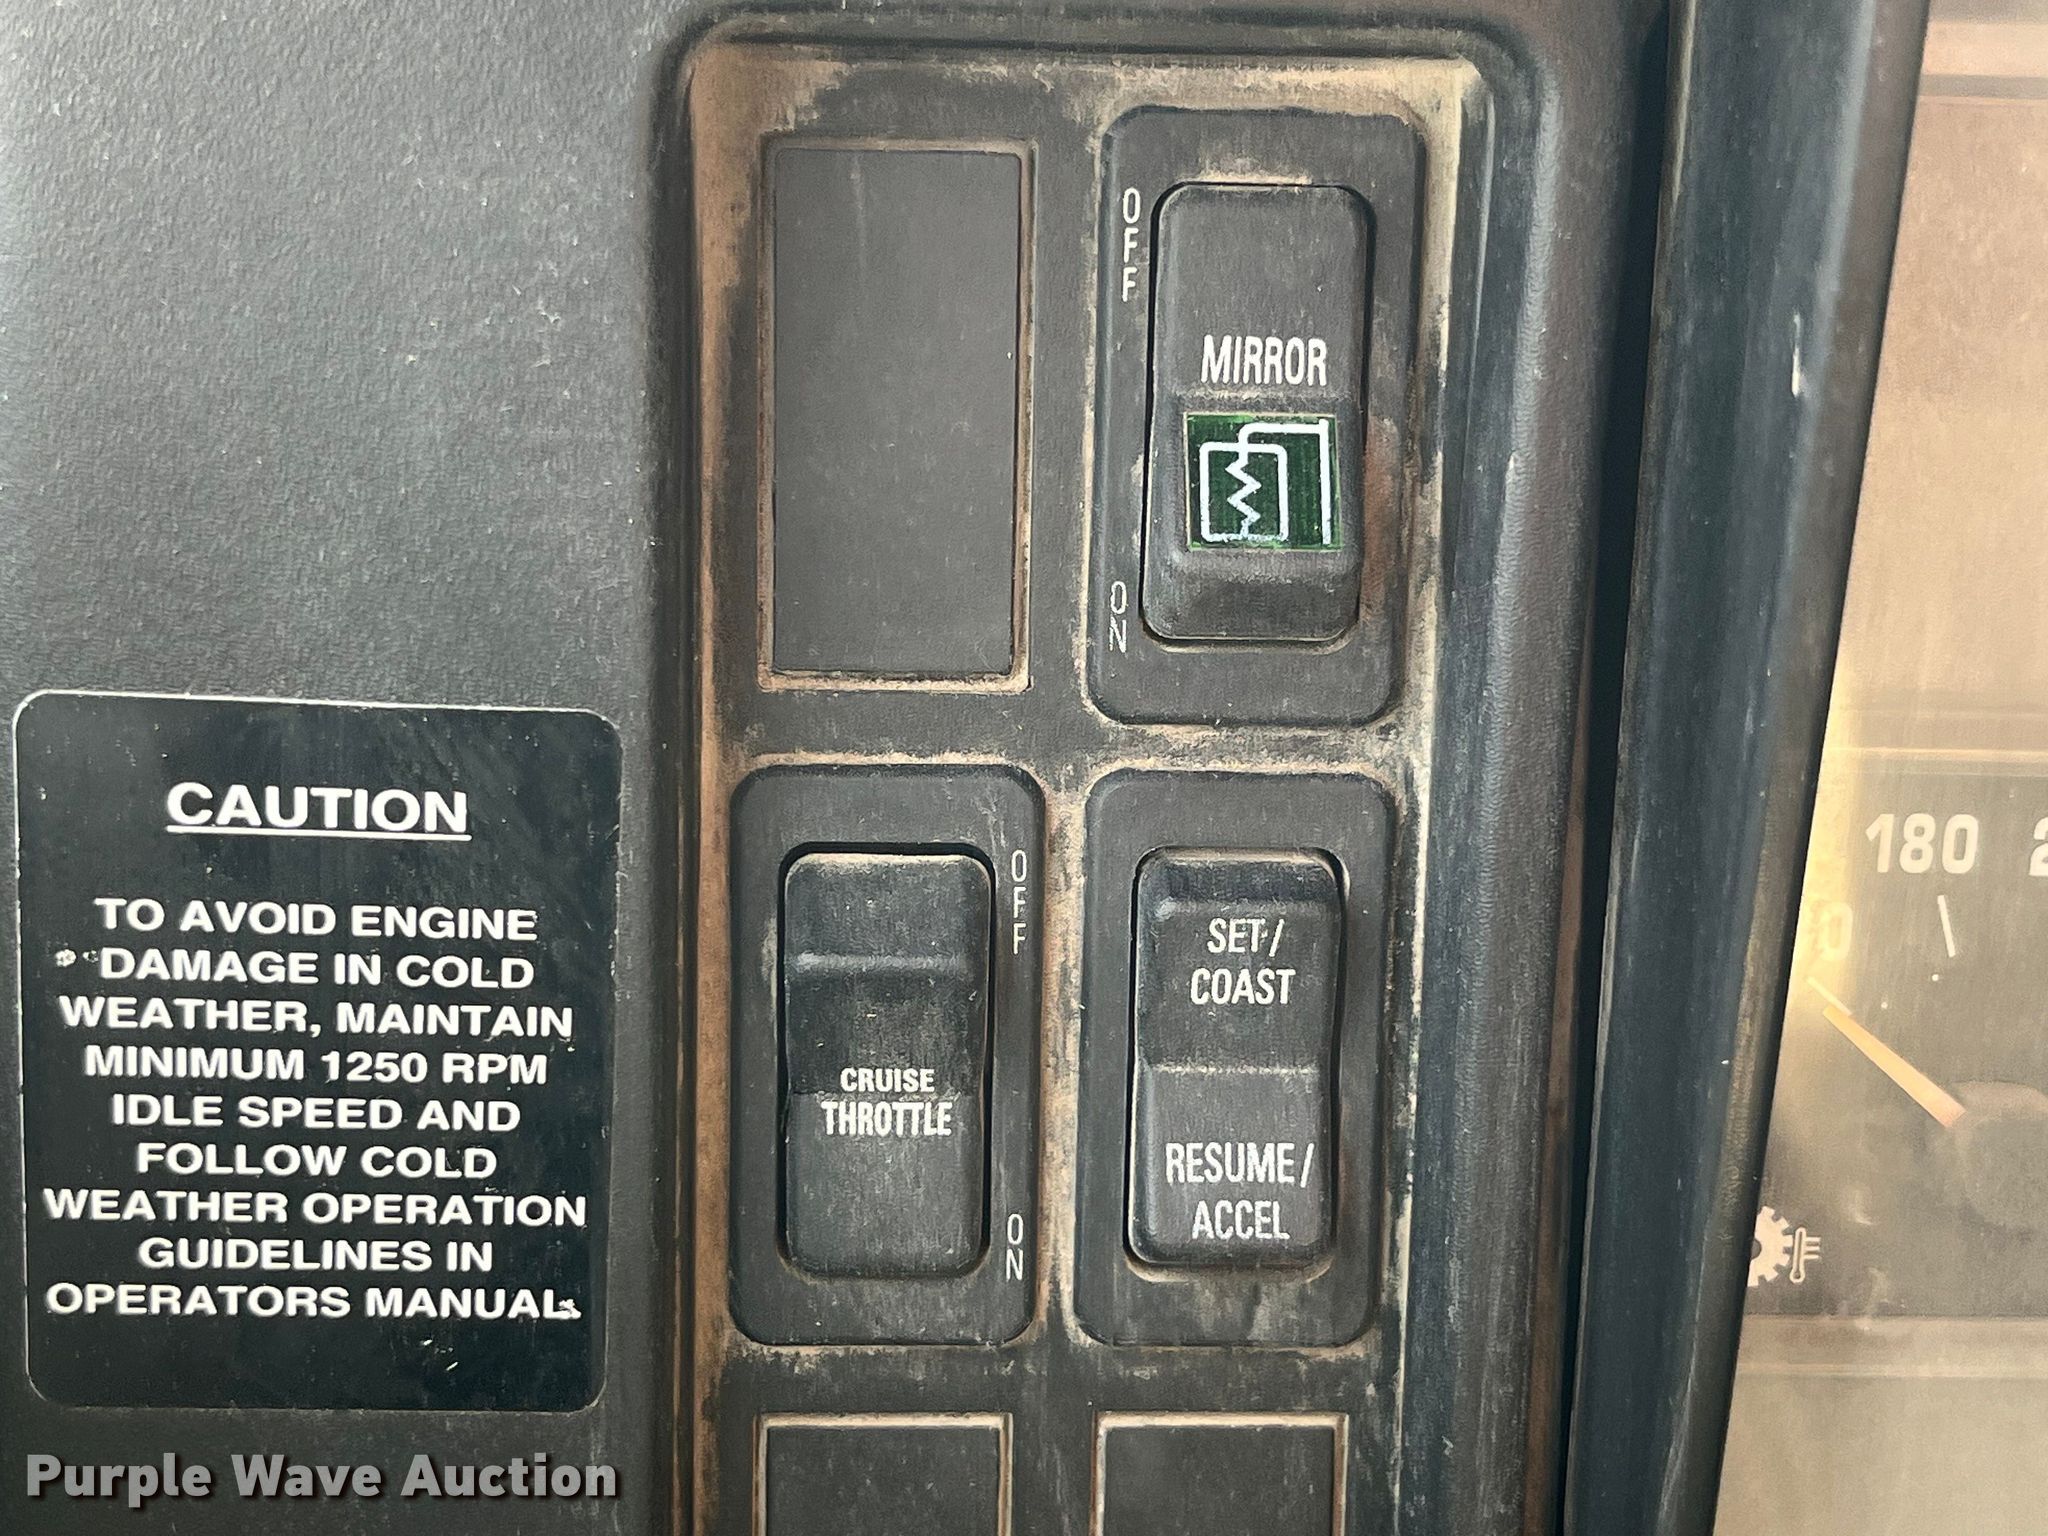 OFF
MIRROR
ON
CAUTION
TO AVOID ENGINE
DAMAGE IN COLD
WEATHER, MAINTAIN
MINIMUM 1250 RPM
IDLE SPEED AND
FOLLOW COLD
WEATHER OPERATION
GUIDELINES IN
OPERATORS MANUAL.
OFF
CRUISE
THROTTLE
ON
SET/
COAST
RESUME/
ACCEL
180
Purple Wave Auction